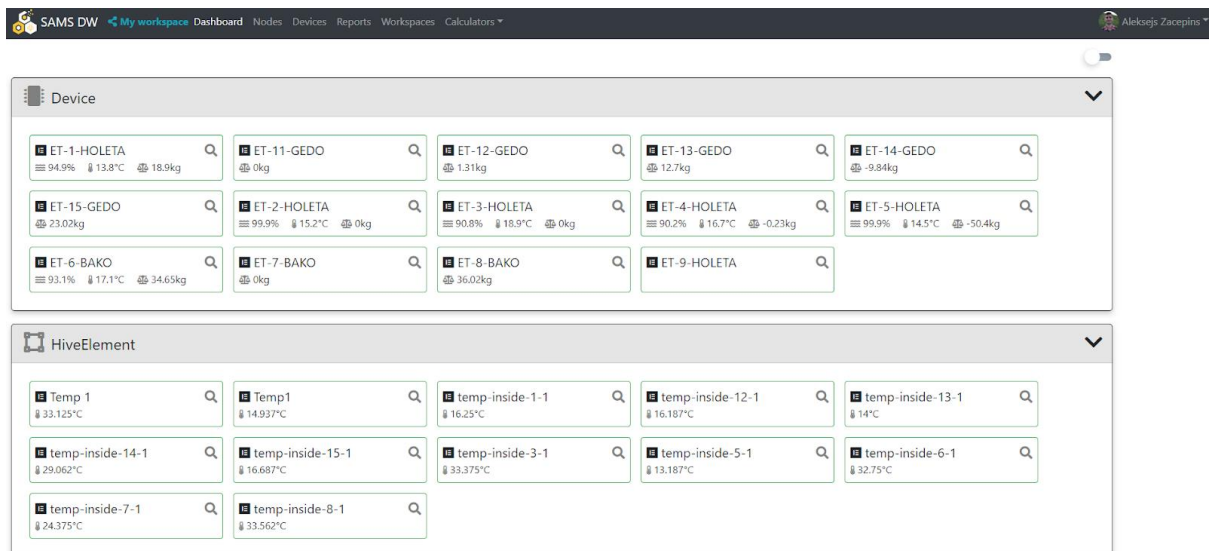 SAMS DW My workspace Dashboard Nodes Devices Reports Workspaces Calculators Aleksejs Zacepins
Device
ET-1-HOLETA ET-11-GEDO ET-12-GEDO ET-13-GEDO ET-14-GEDO
94.9% 13.8°C 18.9kg 0kg 1.31kg 12.7kg -9.84kg
ET-15-GEDO ET-2-HOLETA ET-3-HOLETA ET-4-HOLETA ET-5-HOLETA
23.02kg 99.9% 15.2°C 0kg 90.8% 18.9°C 0kg 90.2% 16.7°C -0.23kg 99.9% 14.5°C -50.4kg
ET-6-BAKO ET-7-BAKO ET-8-BAKO ET-9-HOLETA
93.1% 17.1°C 34.65kg 0kg 36.02kg
HiveElement
Temp 1 Temp1 temp-inside-1-1 temp-inside-12-1 temp-inside-13-1
33.125°C 14.937°C 16.25°C 16.187°C 14°C
temp-inside-14-1 temp-inside-15-1 temp-inside-3-1 temp-inside-5-1 temp-inside-6-1
29.062°C 16.687°C 33.375°C 13.187°C 32.75°C
temp-inside-7-1 temp-inside-8-1
24.375°C 33.562°C